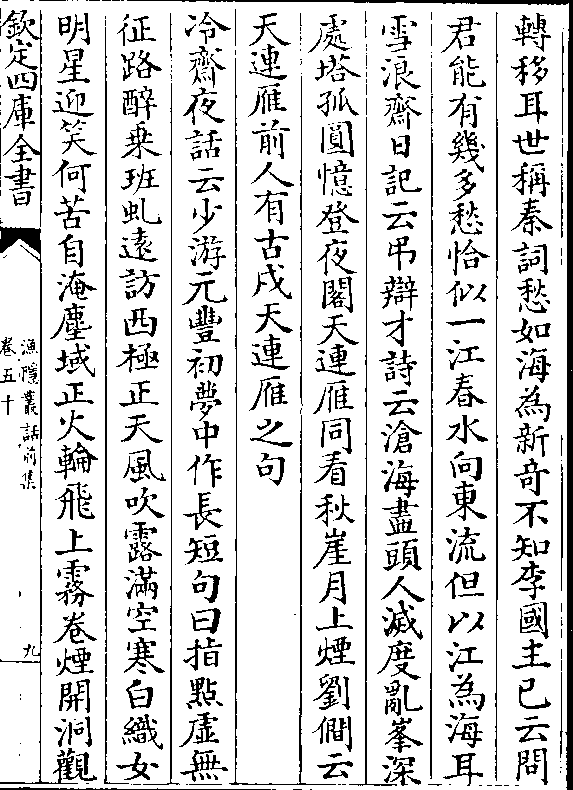 轉移耳世稱秦詞愁如海為新奇不知李國主已云問
君能有幾多愁恰似一江春水向東流但以江為海耳
雪浪齋日記云弔辯才詩云滄海盡頭人滅度亂峯深
處塔孤圓憶登夜閣天連雁同看秋崖月上煙劉僩云
天連雁前人有古戍天連雁之句
冷齋夜話云少游元豐初夢中作長短句曰指點虛無
征路醉乗班虬遠訪西極正天風吹露滿空寒白織女
明星迎笑何苦自淹塵域正火輪飛上霧卷煙開洞觀
欽定四庫全書
漁隱叢話前集
卷五十
九